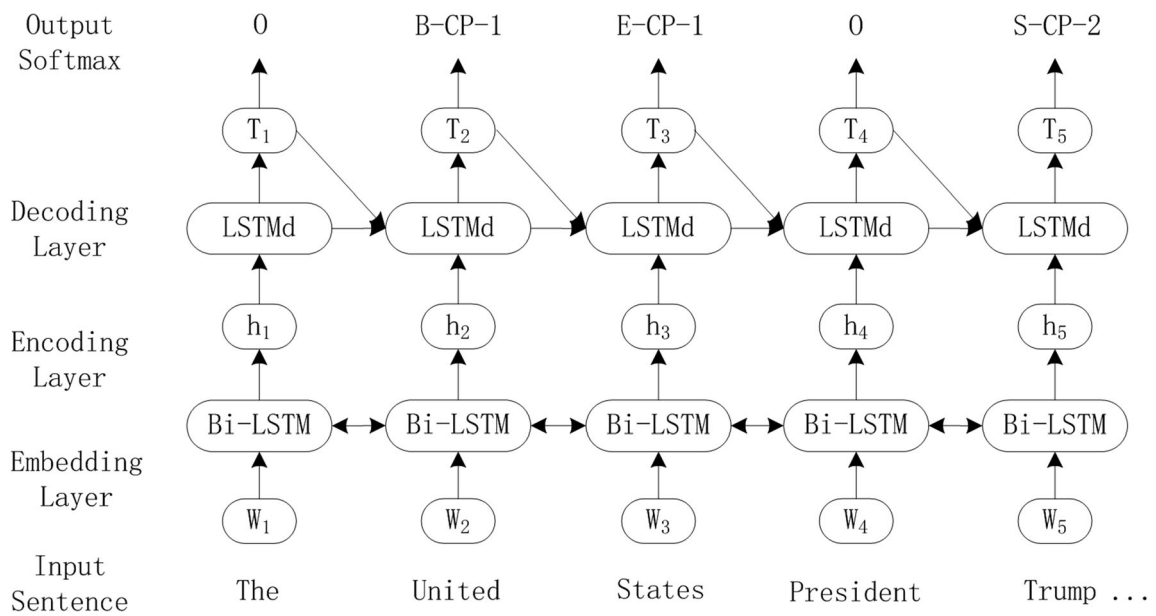 Output Softmax
O B-CP-1 E-CP-1 O S-CP-2
T₁ T₂ T₃ T₄ T₅
Decoding Layer
LSTMd LSTMd LSTMd LSTMd LSTMd
h₁ h₂ h₃ h₄ h₅
Encoding Layer
Bi-LSTM Bi-LSTM Bi-LSTM Bi-LSTM Bi-LSTM
Embedding Layer
W₁ W₂ W₃ W₄ W₅
Input Sentence
The United States President Trump ...